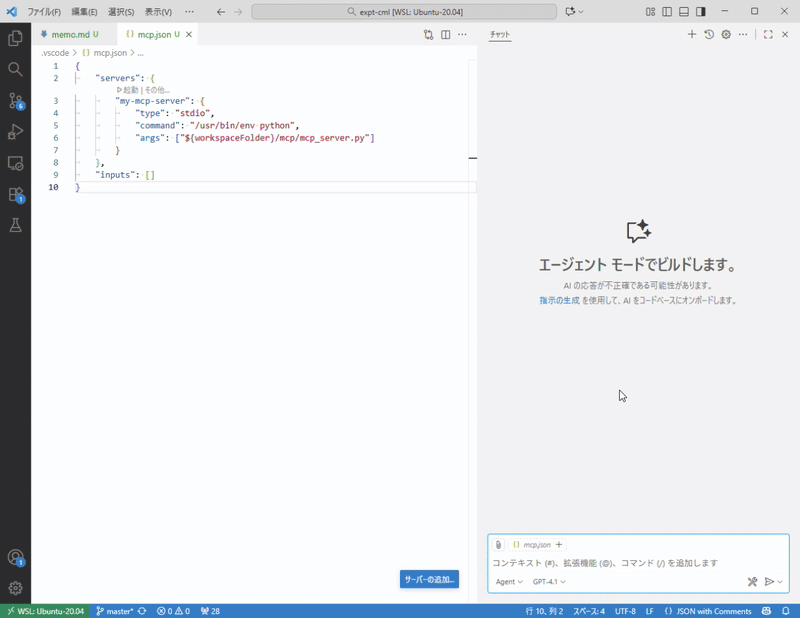 ファイル(F) 編集(E) 選択(S) 表示(V) ··· expt-cml [WSL: Ubuntu-20.04]
memo.md U mcp.json U
チャット
.vscode > mcp.json > ...
1 {
2 "servers": {
起動 | その他...
3 "my-mcp-server": {
4 "type": "stdio",
5 "command": "/usr/bin/env python",
6 "args": ["${workspaceFolder}/mcp/mcp_server.py"]
7 }
8 },
9 "inputs": []
10 }
エージェント モードでビルドします。
AI の応答が不正確である可能性があります。
指示の生成 を使用して、AI をコードベースにオンボードします。
mcp.json
コンテキスト (#)、拡張機能 (@)、コマンド (/) を追加します
Agent GPT-4.1
サーバーの追加...
6
1
1
WSL: Ubuntu-20.04 master* 0 0 28 行 10、列 2 スペース: 4 UTF-8 LF {} JSON with Comments